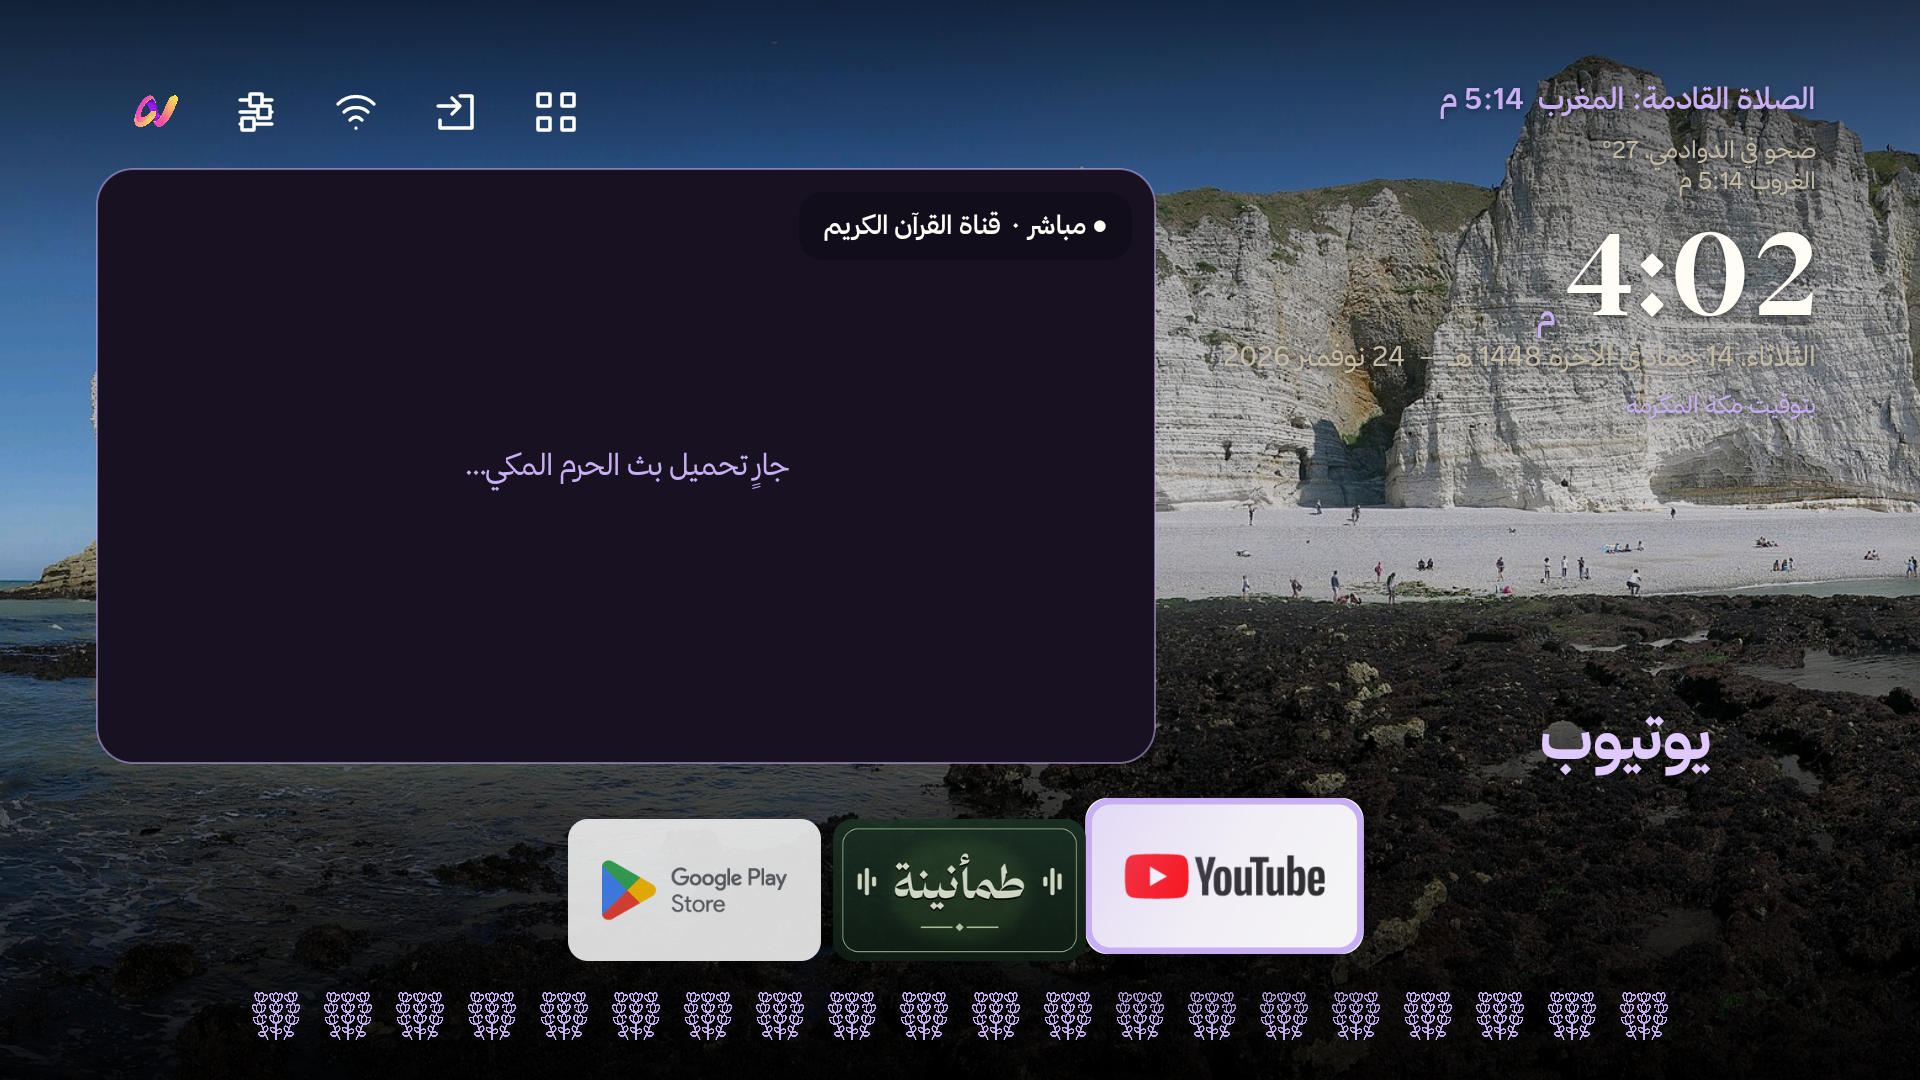 الصلاة القادمة: المغرب 5:14 م
صحو في الدوادمي، 27°
الغروب 5:14 م
4:02 م
الثلاثاء، 14 جمادى الآخرة 1448 هـ – 24 نوفمبر 2026
بتوقيت مكة المكرمة
● مباشر · قناة القرآن الكريم
جارٍ تحميل بث الحرم المكي...
يوتيوب
YouTube
طمأنينة
Google Play
Store